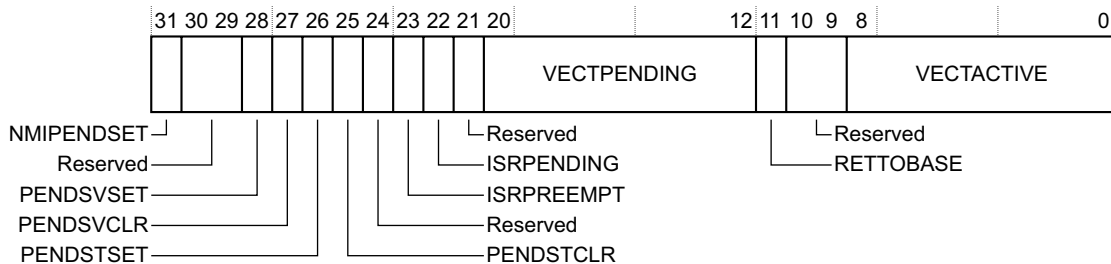 31 30 29 28 27 26 25 24 23 22 21 20 12 11 10 9 8 0
VECTPENDING VECTACTIVE
NMIPENDSET Reserved Reserved
Reserved ISRPENDING RETTOBASE
PENDSVSET ISRPREEMPT
PENDSVCLR Reserved
PENDSTSET PENDSTCLR